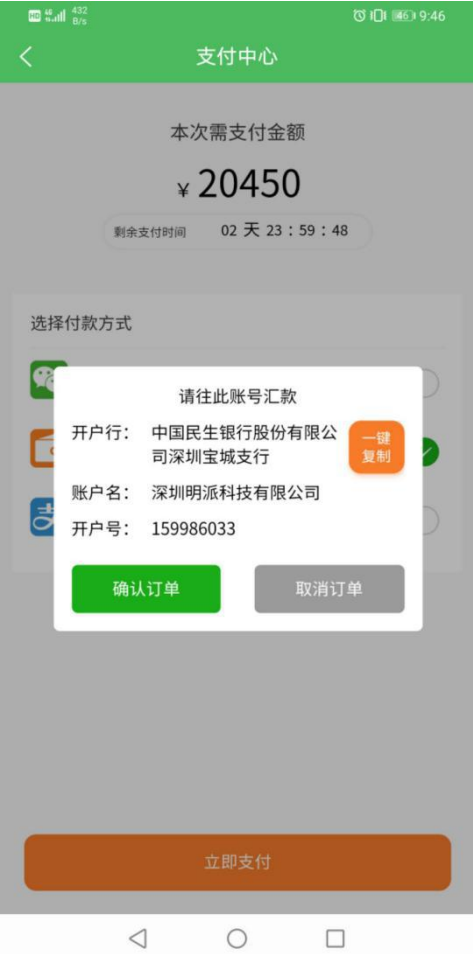 HD 4G 432 B/s 46 9:46
支付中心
本次需支付金额
¥ 20450
剩余支付时间 02 天 23 : 59 : 48
选择付款方式
请往此账号汇款
开户行： 中国民生银行股份有限公
司深圳宝城支行
一键
复制
账户名： 深圳明派科技有限公司
开户号： 159986033
确认订单 取消订单
立即支付